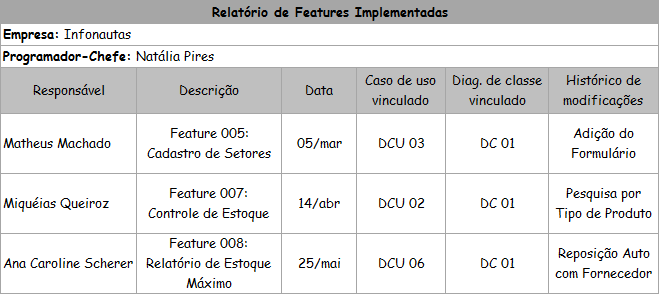 Relatório de Features Implementadas
Empresa: Infonautas
Programador-Chefe: Natália Pires
Responsável
Descrição
Data
Caso de uso
vinculado
Diag. de classe
vinculado
Histórico de
modificações
Matheus Machado
Feature 005:
Cadastro de Setores
05/mar
DCU 03
DC 01
Adição do
Formulário
Miquéias Queiroz
Feature 007:
Controle de Estoque
14/abr
DCU 02
DC 01
Pesquisa por
Tipo de Produto
Ana Caroline Scherer
Feature 008:
Relatório de Estoque
Máximo
25/mai
DCU 06
DC 01
Reposição Auto
com Fornecedor